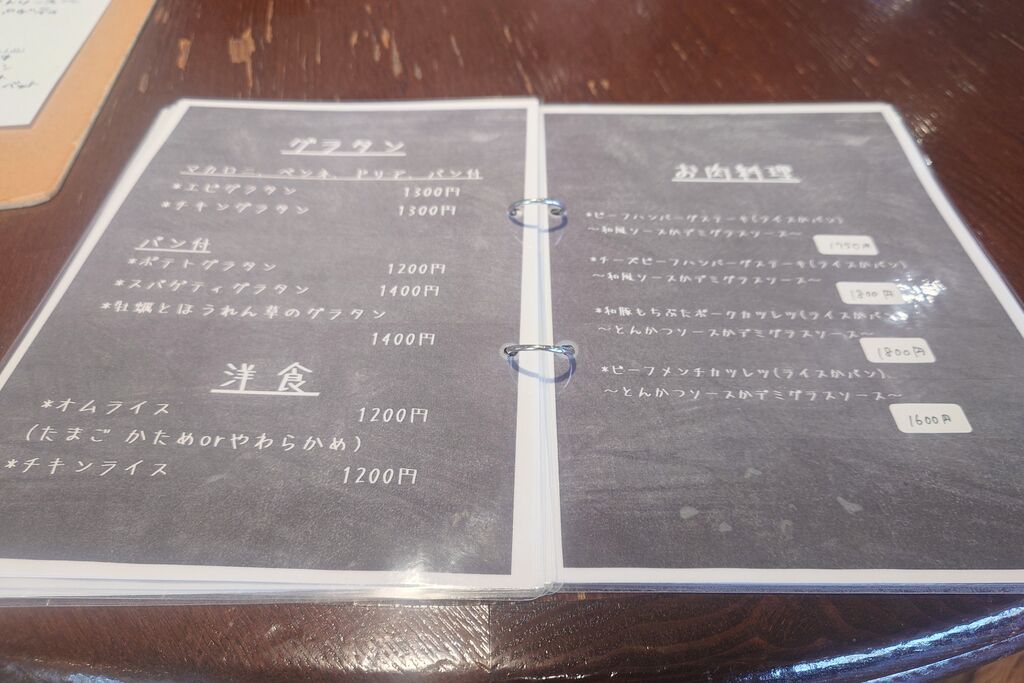 グラタン
マカロニ、ペンネ、ドリア、パン付
*エビグラタン 1300円
*チキングラタン 1300円
パン付
*ポテトグラタン 1200円
*スパゲティグラタン 1400円
*牡蠣とほうれん草のグラタン
1400円
洋食
*オムライス 1200円
(たまご かためorやわらかめ)
*チキンライス 1200円
お肉料理
*ビーフハンバーグステーキ(ライスかパン)
～和風ソースかデミグラスソース～
1750円
*チーズビーフハンバーグステーキ(ライスかパン)
～和風ソースかデミグラスソース～
1800円
*和豚もちぶたポークカツレツ(ライスかパン)
～とんかつソースかデミグラスソース～
1800円
*ビーフメンチカツレツ(ライスかパン)
～とんかつソースかデミグラスソース～
1600円